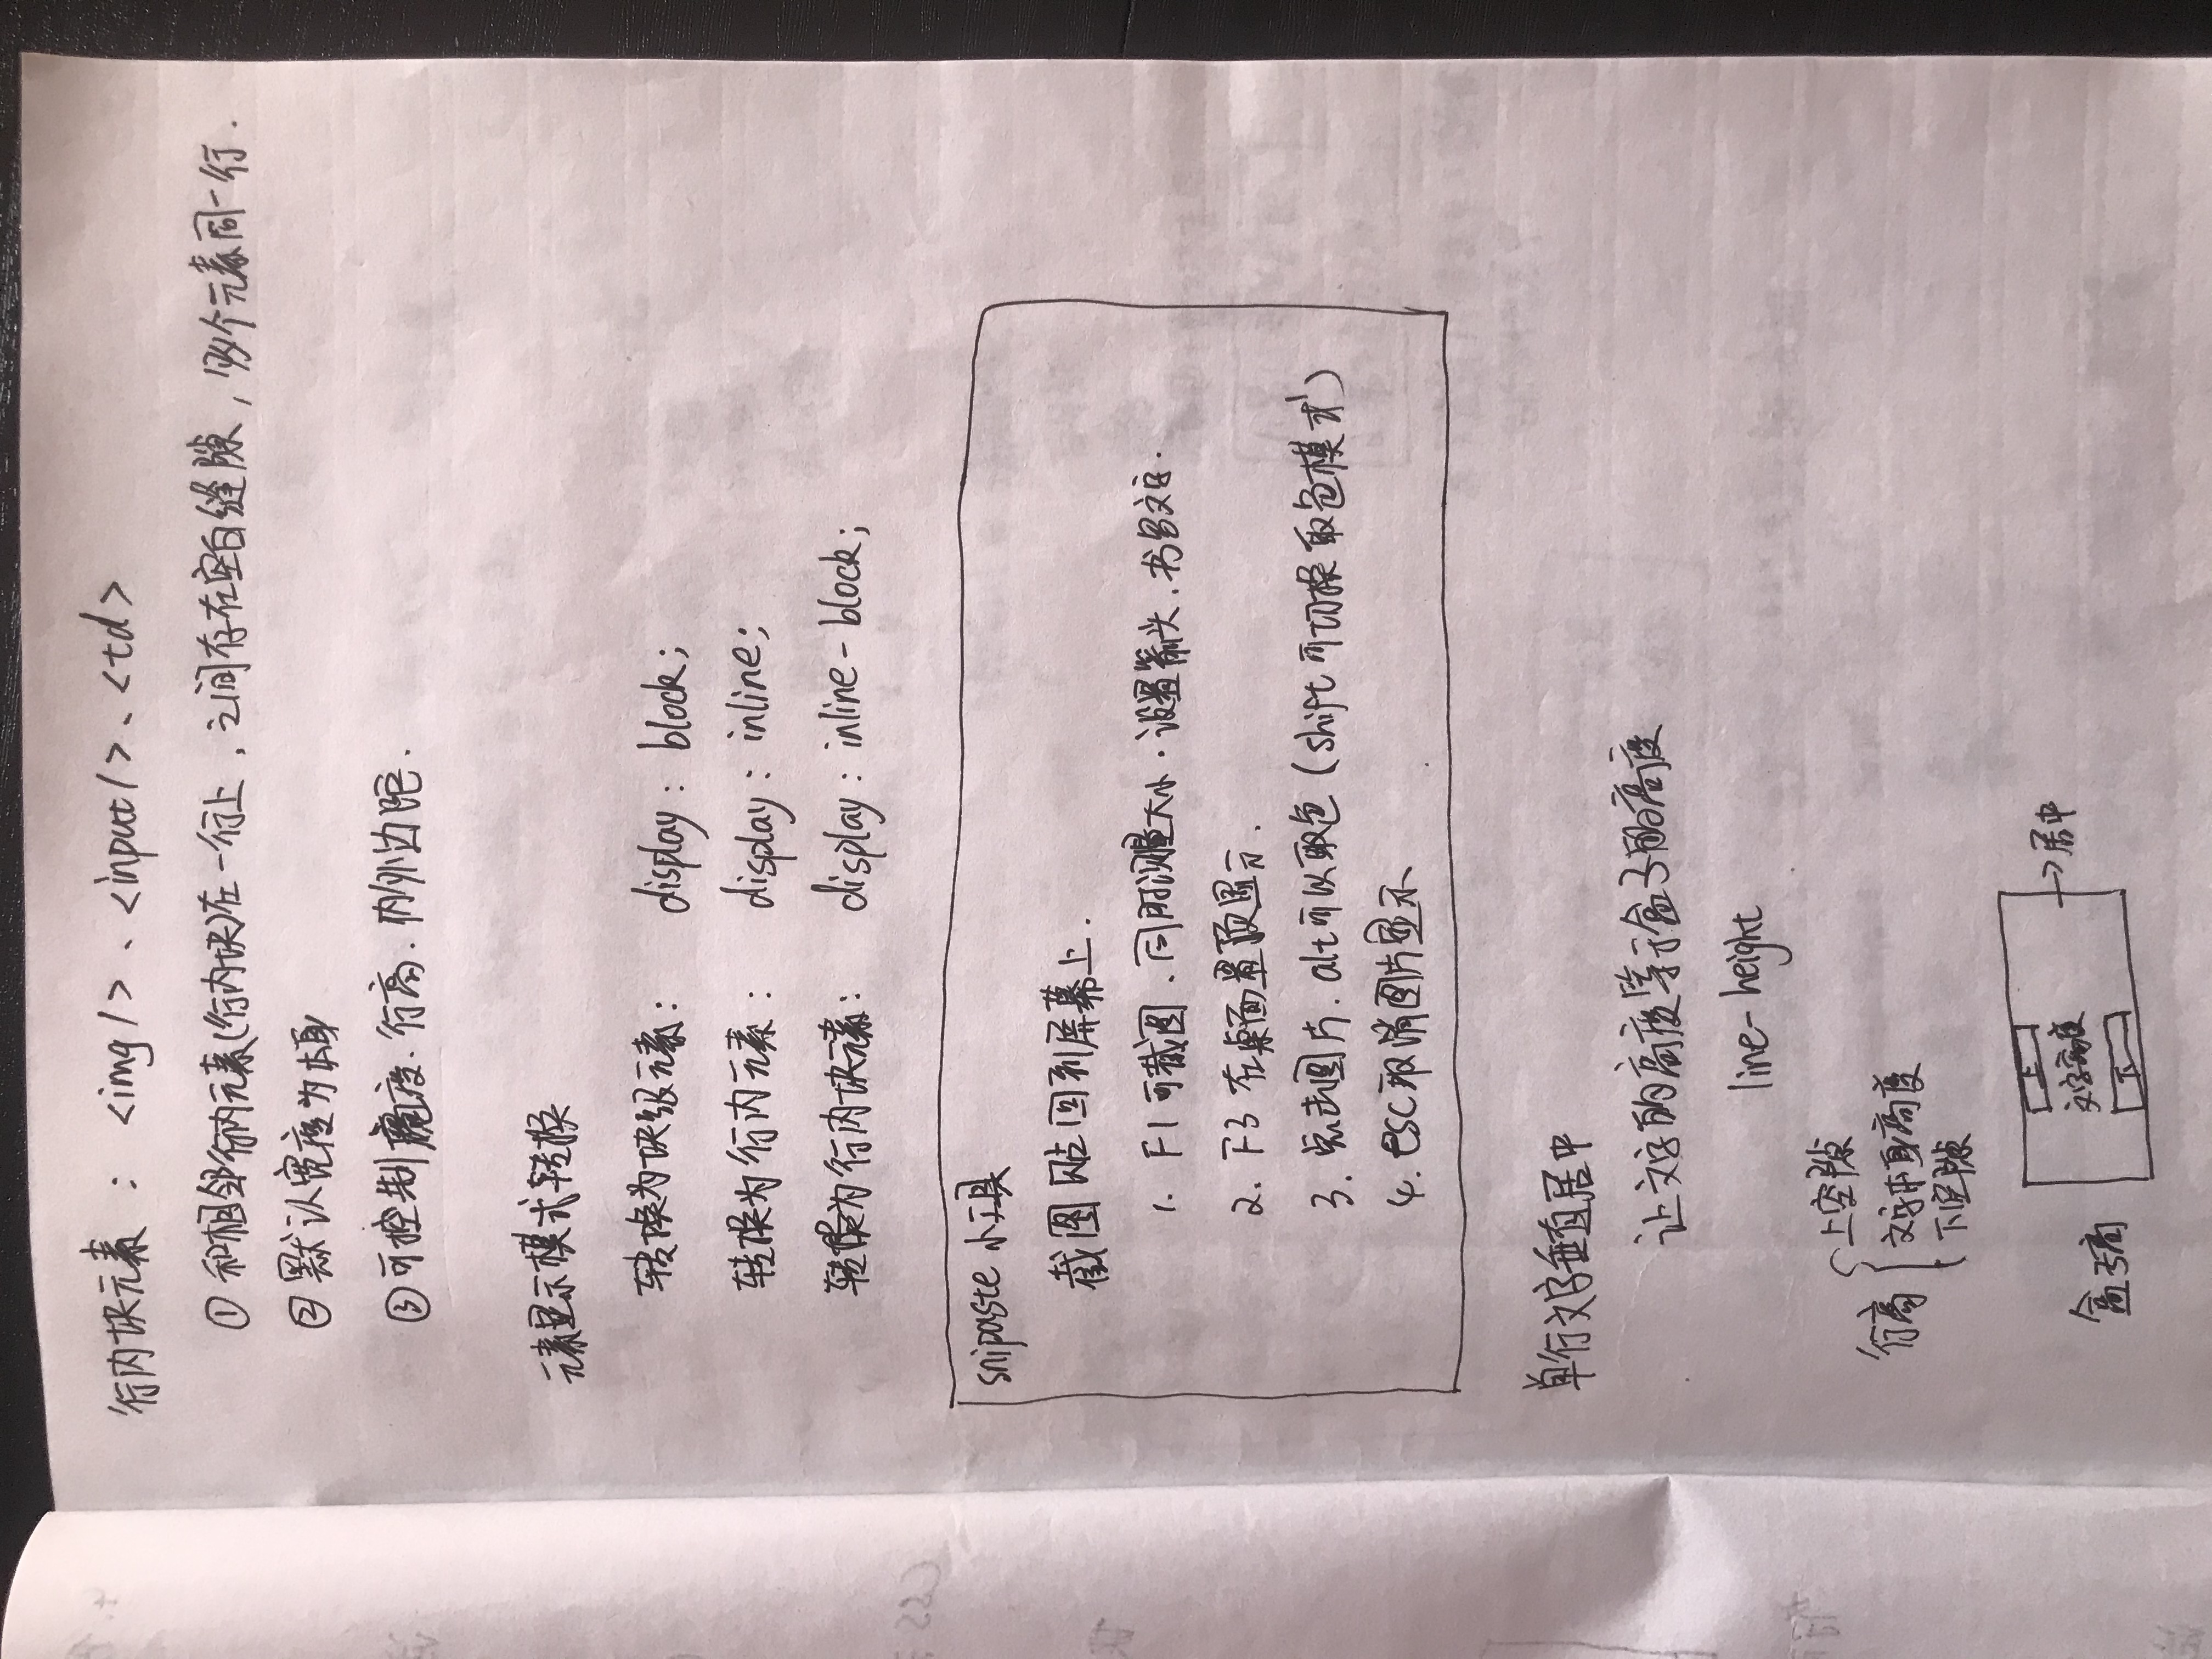 行内块元素 : <img/>、<input/>、<td>
① 和相邻行内元素(行内块)在一行上，之间存在空白缝隙，多个元素同一行.
② 默认宽度为本身
③ 可控制宽度、行高、内外边距.
元素显示模式转换
转换为块级元素: display : block;
转换为行内元素: display : inline;
转换为行内块元素: display : inline-block;
snipaste 小工具
截图贴回到屏幕上.
1. F1可截图、同时测量大小、设置箭头、书写文字.
2. F3 在桌面置顶显示.
3. 点击图片、alt可以取色 (shift可切换取色模式)
4. esc取消图片显示
单行文字垂直居中
让文字的高度等于盒子的高度
line-height
上空隙
行高 文字本身高度
下空隙
上
盒子高 文字高度 →居中
下